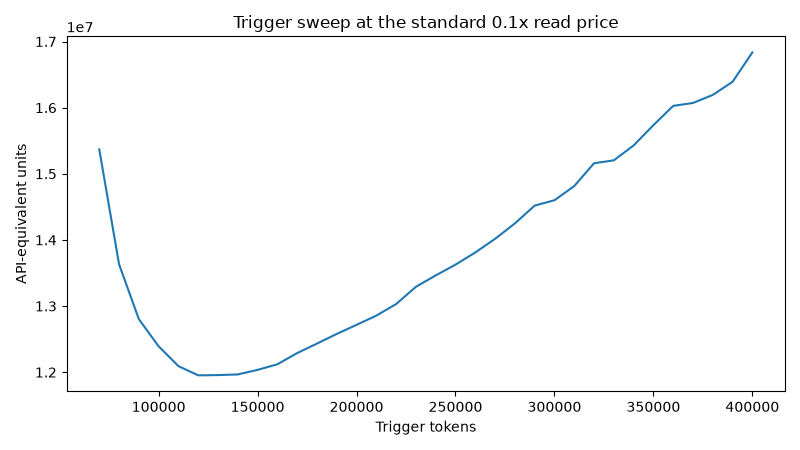 Trigger sweep at the standard 0.1x read price
1e7
1.7
1.6
1.5
1.4
1.3
1.2
API-equivalent units
100000 150000 200000 250000 300000 350000 400000
Trigger tokens